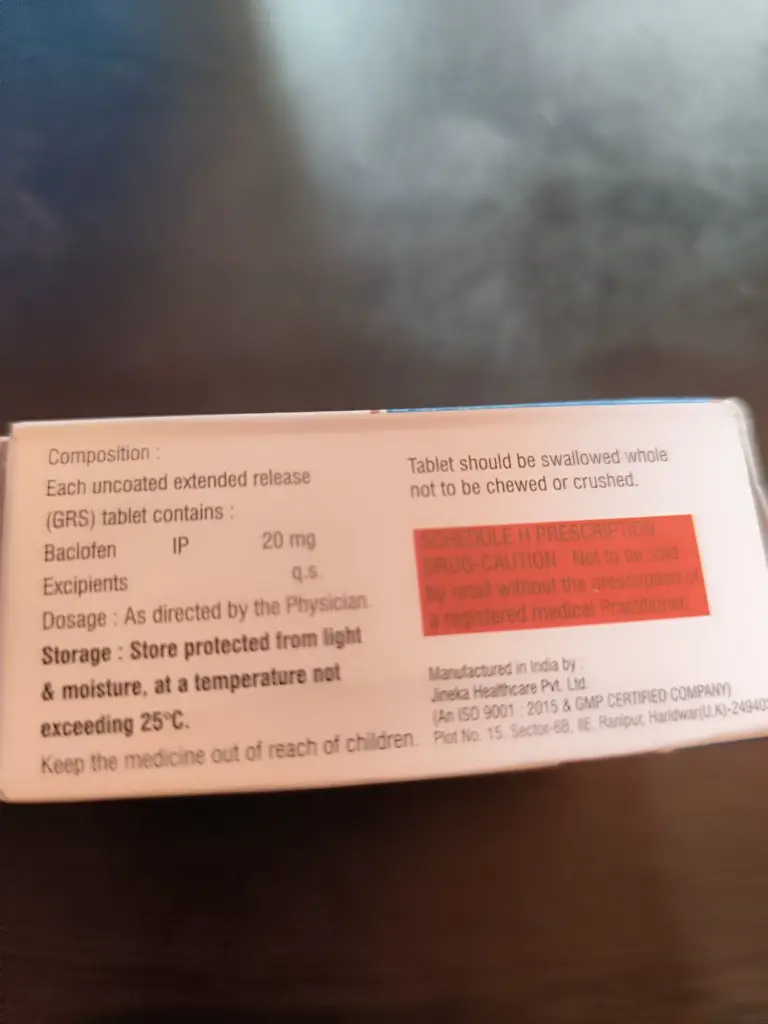 Composition :
Each uncoated extended release
(GRS) tablet contains :
Baclofen IP 20 mg
Excipients q.s.
Dosage : As directed by the Physician.
Storage : Store protected from light
& moisture, at a temperature not
exceeding 25°C.
Keep the medicine out of reach of children.
Tablet should be swallowed whole
not to be chewed or crushed.
SCHEDULE H PRESCRIPTION
DRUG-CAUTION : Not to be sold
by retail without the prescription of
a registered medical Practitioner.
Manufactured in India by :
Jineka Healthcare Pvt. Ltd.
(An ISO 9001 : 2015 & GMP CERTIFIED COMPANY)
Plot No. 15, Sector-6B, IIE, Ranipur, Haridwar(U.K)-24940